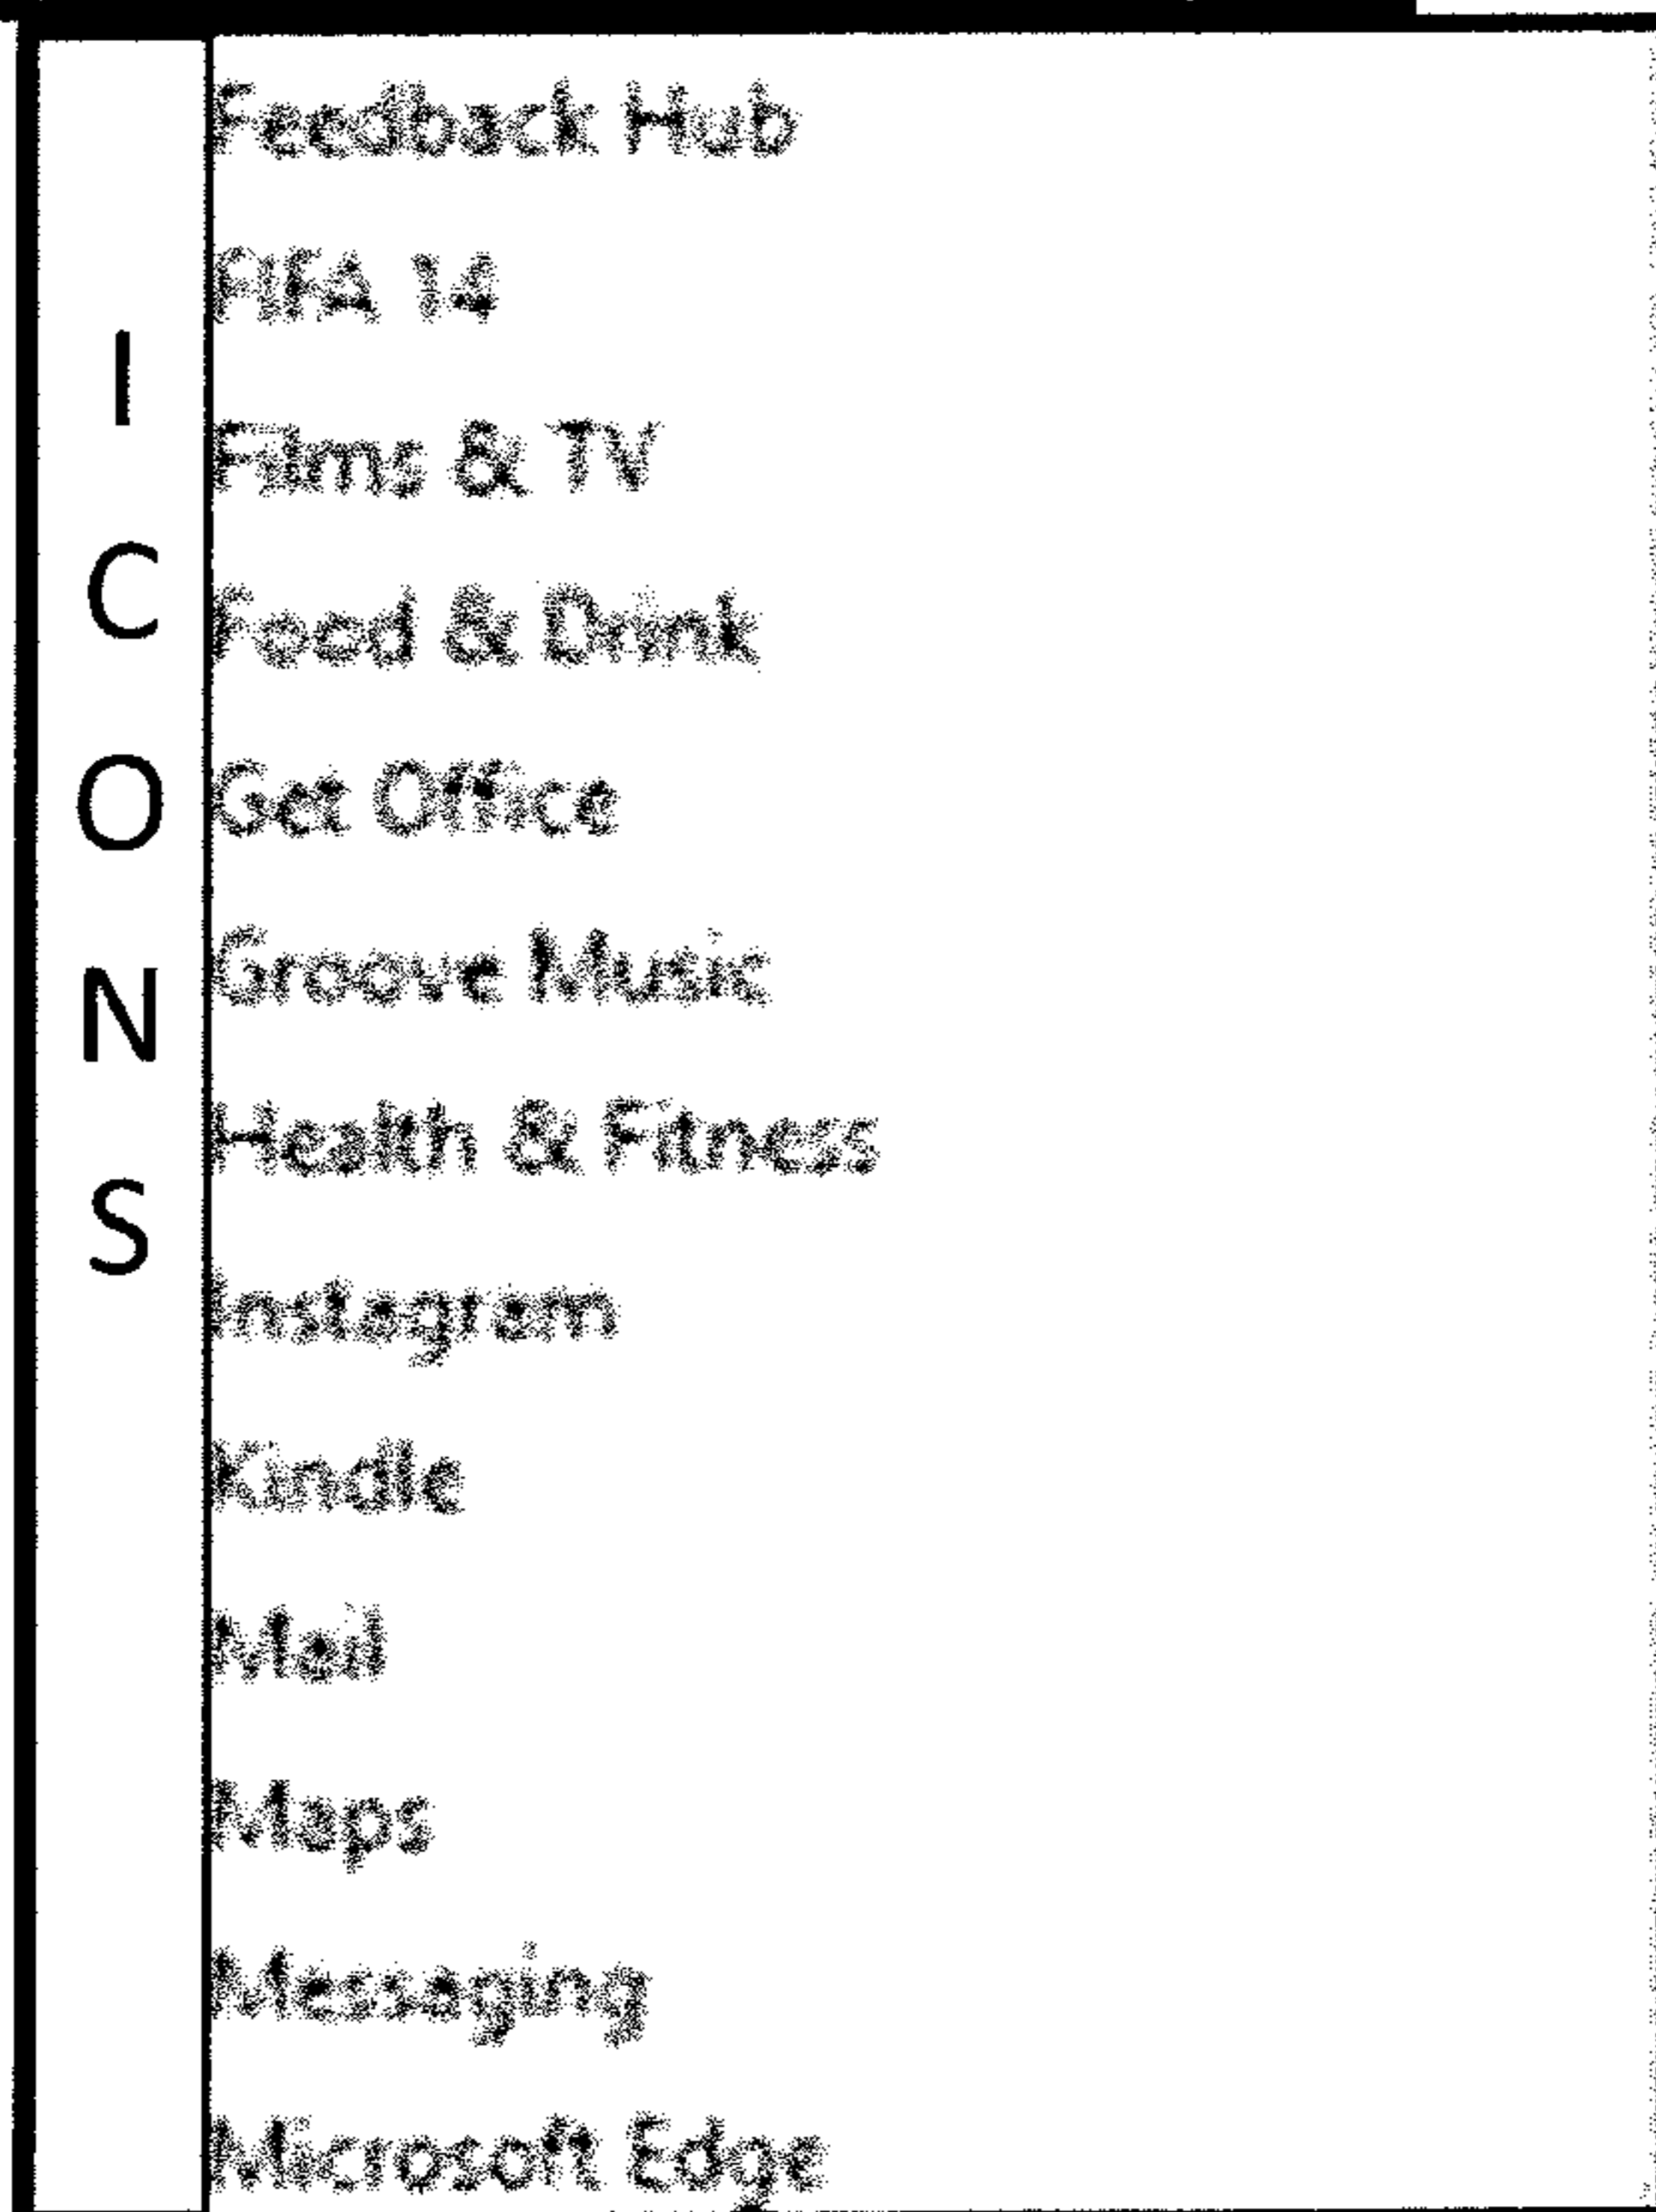 I
C
O
N
S
Feedback Hub
FIFA 14
Films & TV
Food & Drink
Get Office
Groove Music
Health & Fitness
Instagram
Kindle
Mail
Maps
Messaging
Microsoft Edge